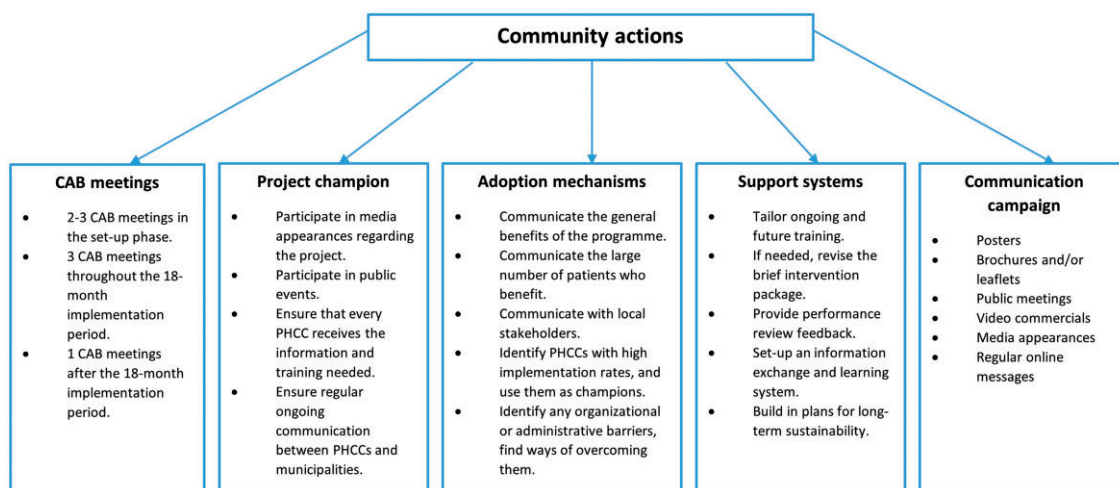 Community actions
CAB meetings
• 2-3 CAB meetings in
the set-up phase.
• 3 CAB meetings
throughout the 18-
month
implementation
period.
• 1 CAB meetings
after the 18-month
implementation
period.
Project champion
• Participate in media
appearances regarding
the project.
• Participate in public
events.
• Ensure that every
PHCC receives the
information and
training needed.
• Ensure regular
ongoing
communication
between PHCCs and
municipalities.
Adoption mechanisms
• Communicate the general
benefits of the programme.
• Communicate the large
number of patients who
benefit.
• Communicate with local
stakeholders.
• Identify PHCCs with high
implementation rates, and
use them as champions.
• Identify any organizational
or administrative barriers,
find ways of overcoming
them.
Support systems
• Tailor ongoing and
future training.
• If needed, revise the
brief intervention
package.
• Provide performance
review feedback.
• Set-up an information
exchange and learning
system.
• Build in plans for long-
term sustainability.
Communication
campaign
• Posters
• Brochures and/or
leaflets
• Public meetings
• Video commercials
• Media appearances
• Regular online
messages